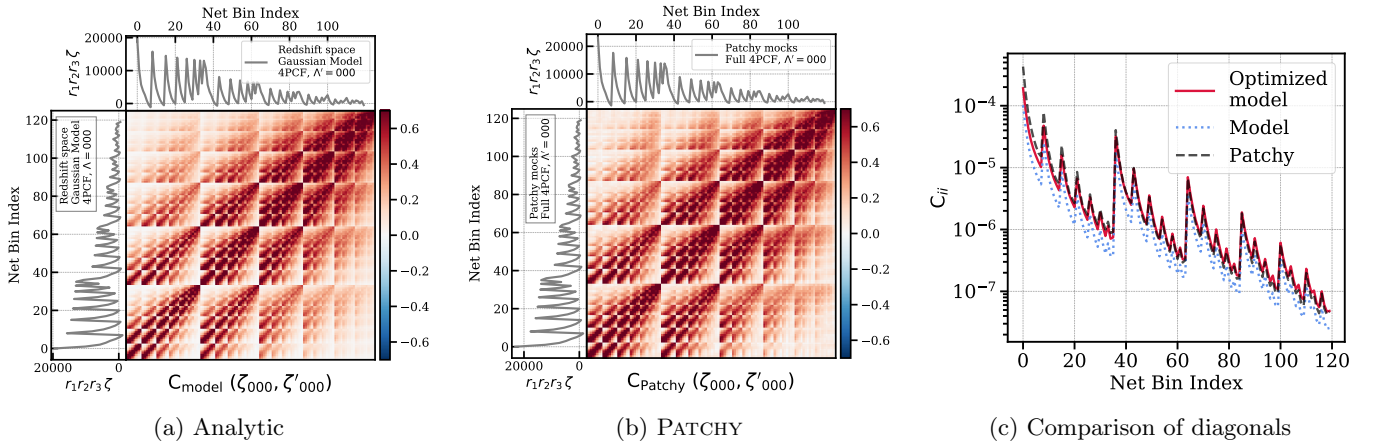 Net Bin Index
0 20 40 60 80 100
20000
10000
0
r₁r₂r₃ ζ
Redshift space
Gaussian Model
4PCF, Λ′ = 000
Redshift space
Gaussian Model
4PCF, Λ = 000
Net Bin Index
120
100
80
60
40
20
0
20000 0
r₁r₂r₃ ζ
C_model (ζ₀₀₀, ζ′₀₀₀)
0.6
0.4
0.2
0.0
−0.2
−0.4
−0.6
(a) Analytic
Net Bin Index
0 20 40 60 80 100
20000
10000
0
r₁r₂r₃ ζ
Patchy mocks
Full 4PCF, Λ′ = 000
Patchy mocks
Full 4PCF, Λ′ = 000
Net Bin Index
120
100
80
60
40
20
0
20000 0
r₁r₂r₃ ζ
C_Patchy (ζ₀₀₀, ζ′₀₀₀)
0.6
0.4
0.2
0.0
−0.2
−0.4
−0.6
(b) PATCHY
Optimized
model
Model
Patchy
C_ii
10⁻⁴
10⁻⁵
10⁻⁶
10⁻⁷
0 20 40 60 80 100 120
Net Bin Index
(c) Comparison of diagonals